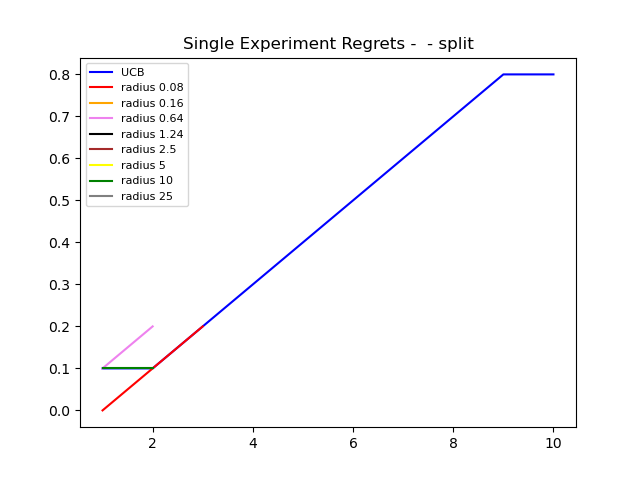 Single Experiment Regrets -  - split
UCB
radius 0.08
radius 0.16
radius 0.64
radius 1.24
radius 2.5
radius 5
radius 10
radius 25
0.8
0.7
0.6
0.5
0.4
0.3
0.2
0.1
0.0
2 4 6 8 10